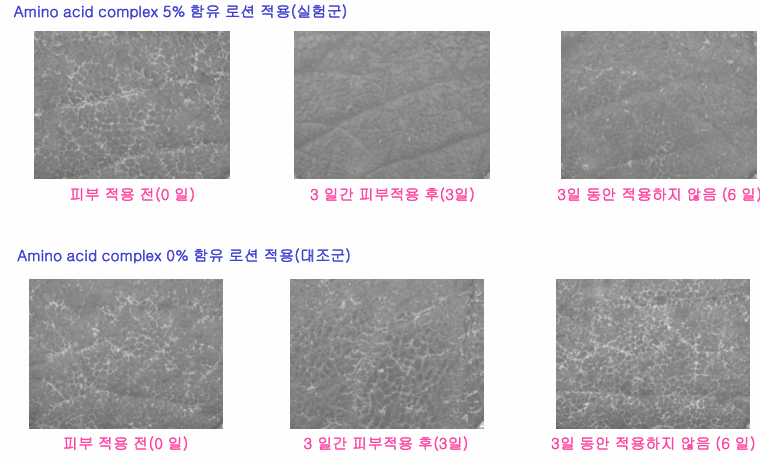 Amino acid complex 5% 함유 로션 적용(실험군)
피부 적용 전(0 일)
3 일간 피부적용 후(3일)
3일 동안 적용하지 않음 (6 일)
Amino acid complex 0% 함유 로션 적용(대조군)
피부 적용 전(0 일)
3 일간 피부적용 후(3일)
3일 동안 적용하지 않음 (6 일)